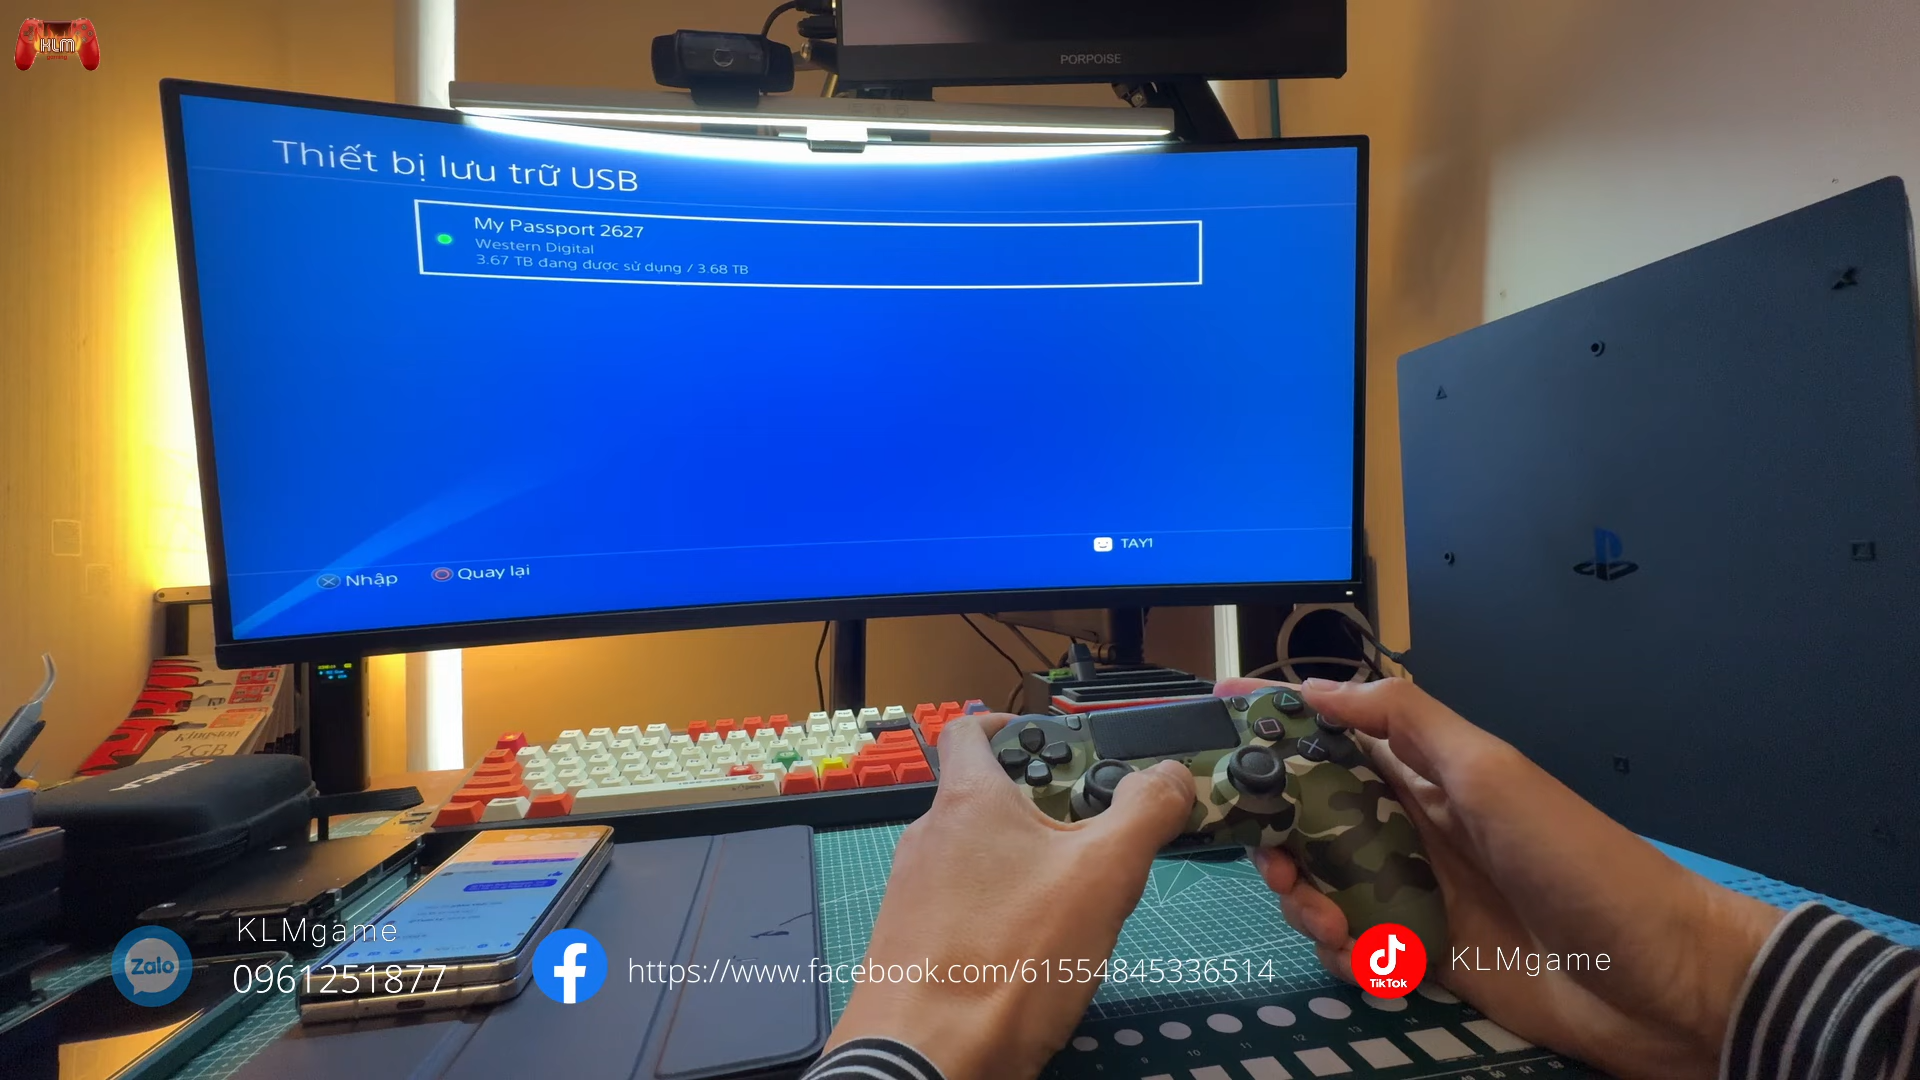 KLM
gaming
PORPOISE
Thiết bị lưu trữ USB
My Passport 2627
Western Digital
3.67 TB đang được sử dụng / 3.68 TB
TAY1
Nhập
Quay lại
Kingston
2GB
KLMgame
Zalo
0961251877
https://www.facebook.com/61554845336514
TikTok
KLMgame